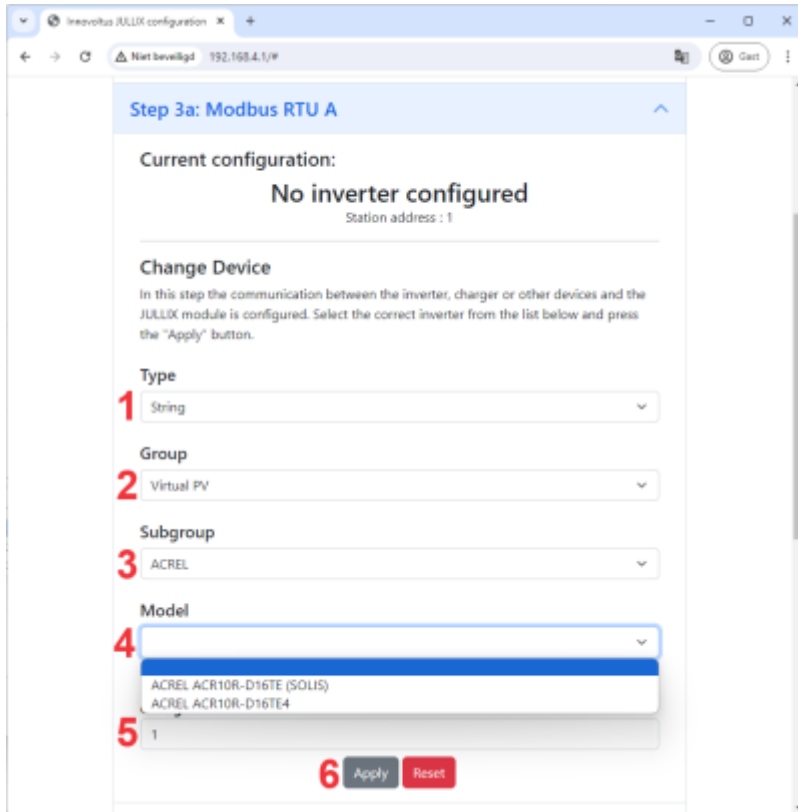 Innovoltus JULLIX configuration
Niet beveiligd 192.168.4.1/#
Gast
Step 3a: Modbus RTU A
Current configuration:
No inverter configured
Station address : 1
Change Device
In this step the communication between the inverter, charger or other devices and the
JULLIX module is configured. Select the correct inverter from the list below and press
the "Apply" button.
Type
1 String
Group
2 Virtual PV
Subgroup
3 ACREL
Model
4
ACREL ACR10R-D16TE (SOLIS)
ACREL ACR10R-D16TE4
5 1
6 Apply Reset